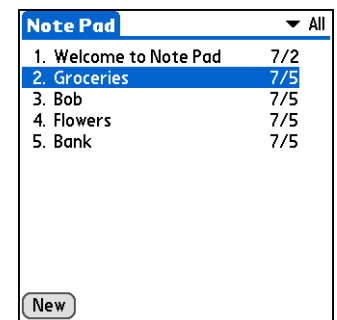 Note Pad All
1. Welcome to Note Pad 7/2
2. Groceries 7/5
3. Bob 7/5
4. Flowers 7/5
5. Bank 7/5
New